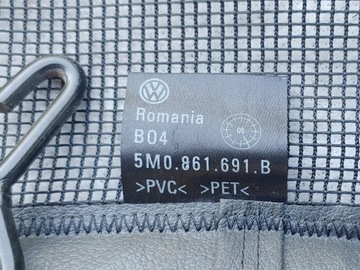 Romania
B04
5M0.861.691.B
>PVC< >PET<